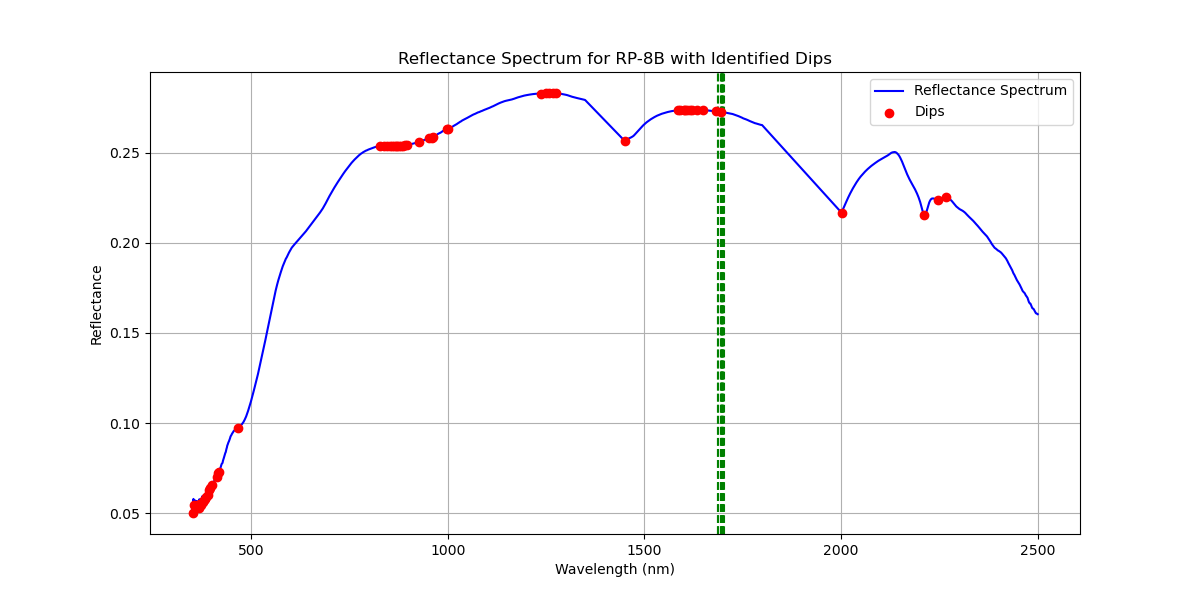 Reflectance Spectrum for RP-8B with Identified Dips
Reflectance Spectrum
Dips
0.25
0.20
0.15
0.10
0.05
Reflectance
500 1000 1500 2000 2500
Wavelength (nm)